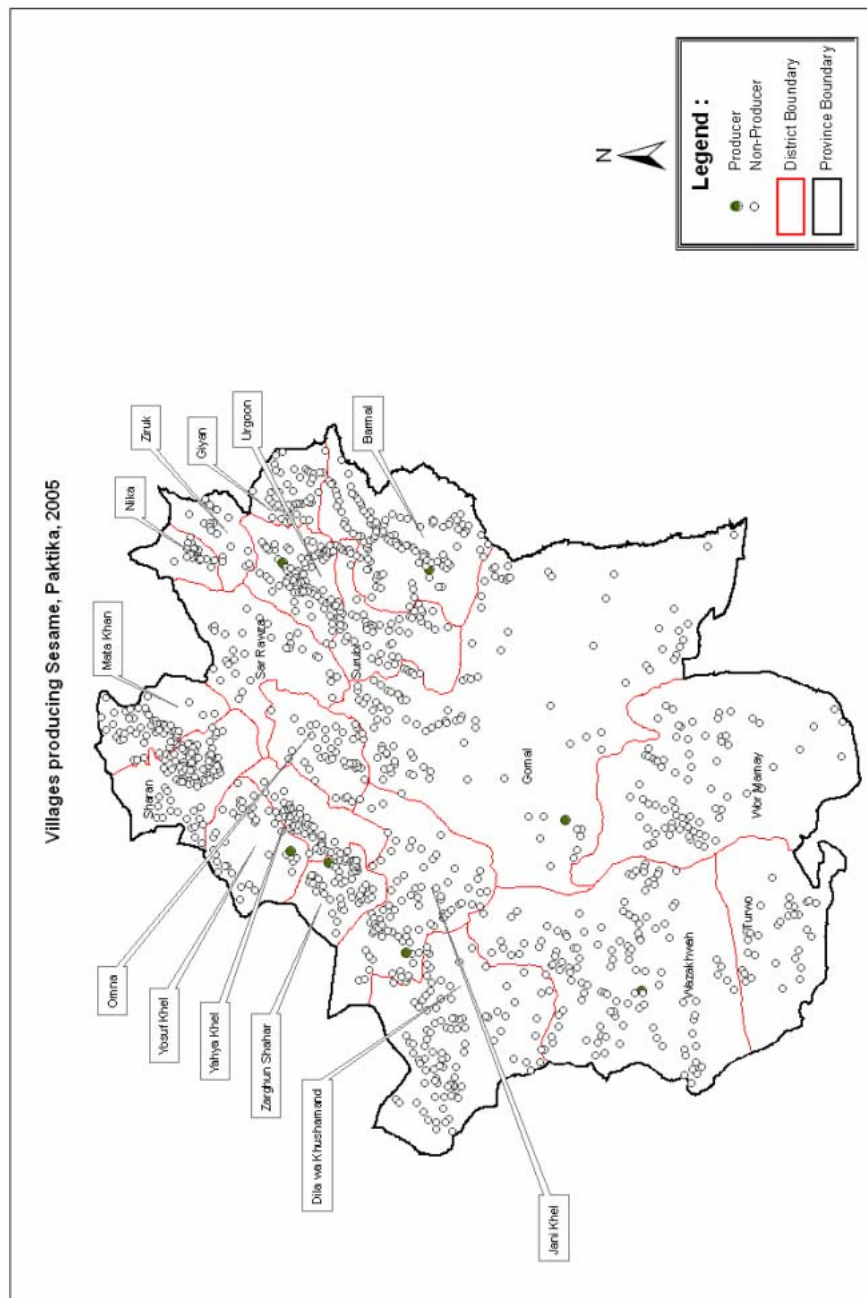 Villages producing Sesame, Paktika, 2005
Nika
Ziruk
Giyan
Urgoon
Barmal
Mata Khan
Sharan
Sar Rawza
Surubi
Omna
Yosuf Khel
Yahya Khel
Zarghun Shahar
Dila wa Khushamand
Jani Khel
Gomal
Wor Mamay
Wazakhwah
Turwo
N
Legend :
Producer
Non-Producer
District Boundary
Province Boundary